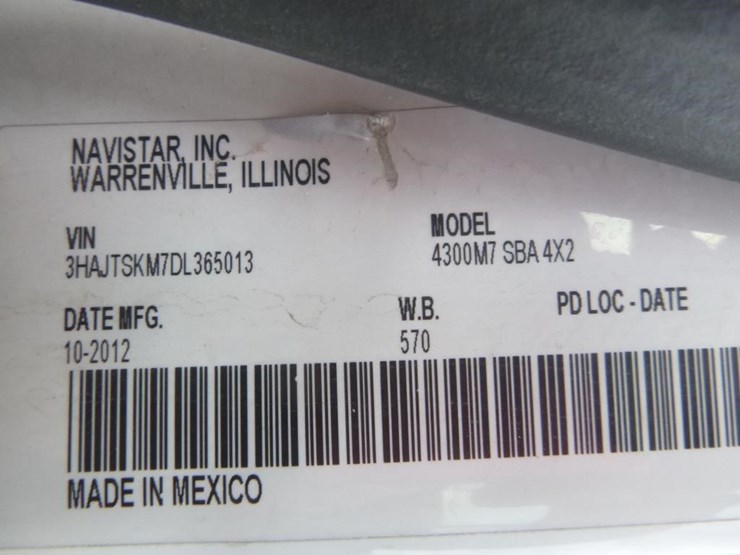 NAVISTAR, INC.
WARRENVILLE, ILLINOIS
VIN
3HAJTSKM7DL365013
MODEL
4300M7 SBA 4X2
DATE MFG.
10-2012
W.B.
570
PD LOC - DATE
MADE IN MEXICO